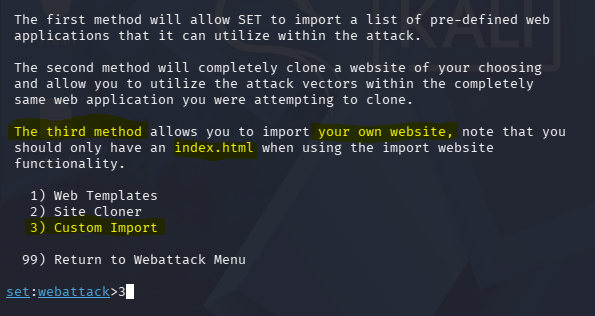 The first method will allow SET to import a list of pre-defined web
applications that it can utilize within the attack.
The second method will completely clone a website of your choosing
and allow you to utilize the attack vectors within the completely
same web application you were attempting to clone.
The third method allows you to import your own website, note that you
should only have an index.html when using the import website
functionality.
1) Web Templates
2) Site Cloner
3) Custom Import
99) Return to Webattack Menu
set:webattack>3